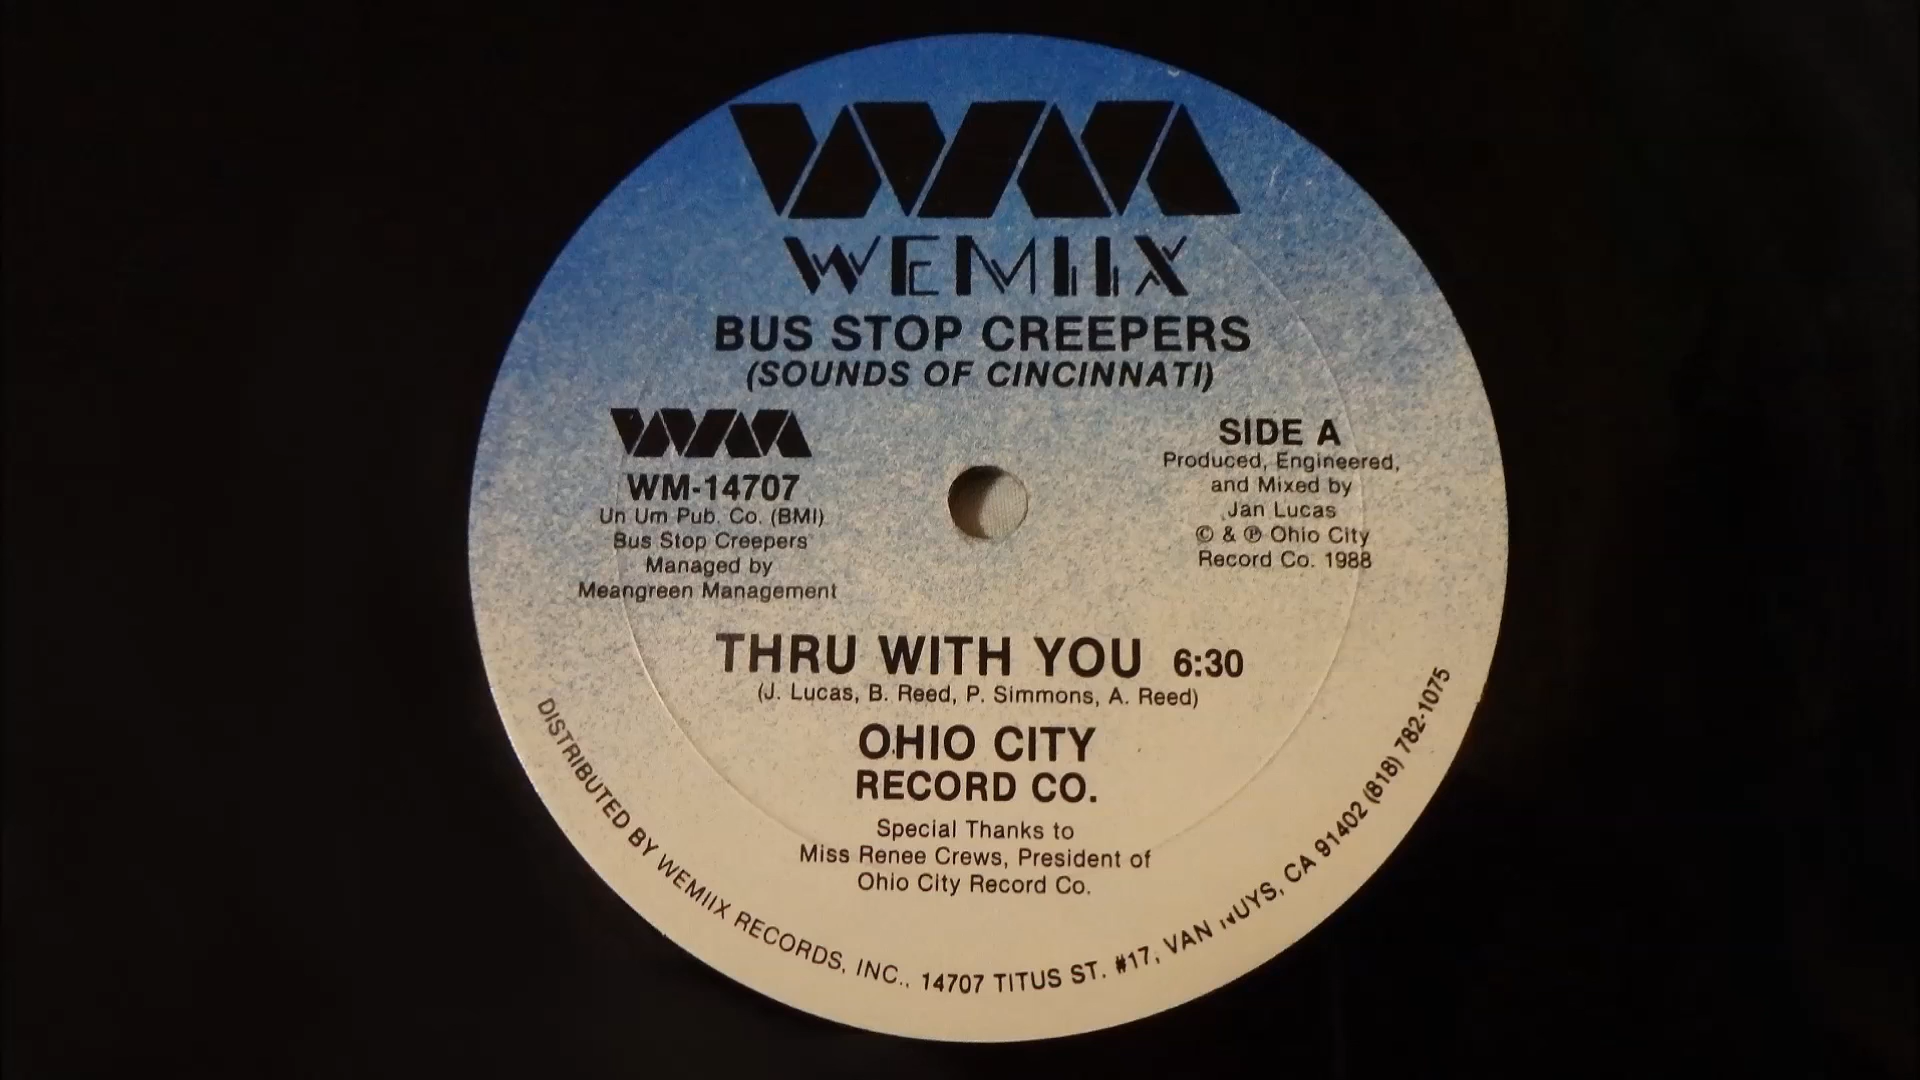 WM
WEMIIX
BUS STOP CREEPERS
(SOUNDS OF CINCINNATI)
WM
WM-14707
Un Um Pub. Co. (BMI)
Bus Stop Creepers
Managed by
Meangreen Management
SIDE A
Produced, Engineered,
and Mixed by
Jan Lucas
© & ℗ Ohio City
Record Co. 1988
THRU WITH YOU 6:30
(J. Lucas, B. Reed, P. Simmons, A. Reed)
OHIO CITY
RECORD CO.
Special Thanks to
Miss Renee Crews, President of
Ohio City Record Co.
DISTRIBUTED BY WEMIIX RECORDS, INC., 14707 TITUS ST. #17, VAN NUYS, CA 91402 (818) 782-1075